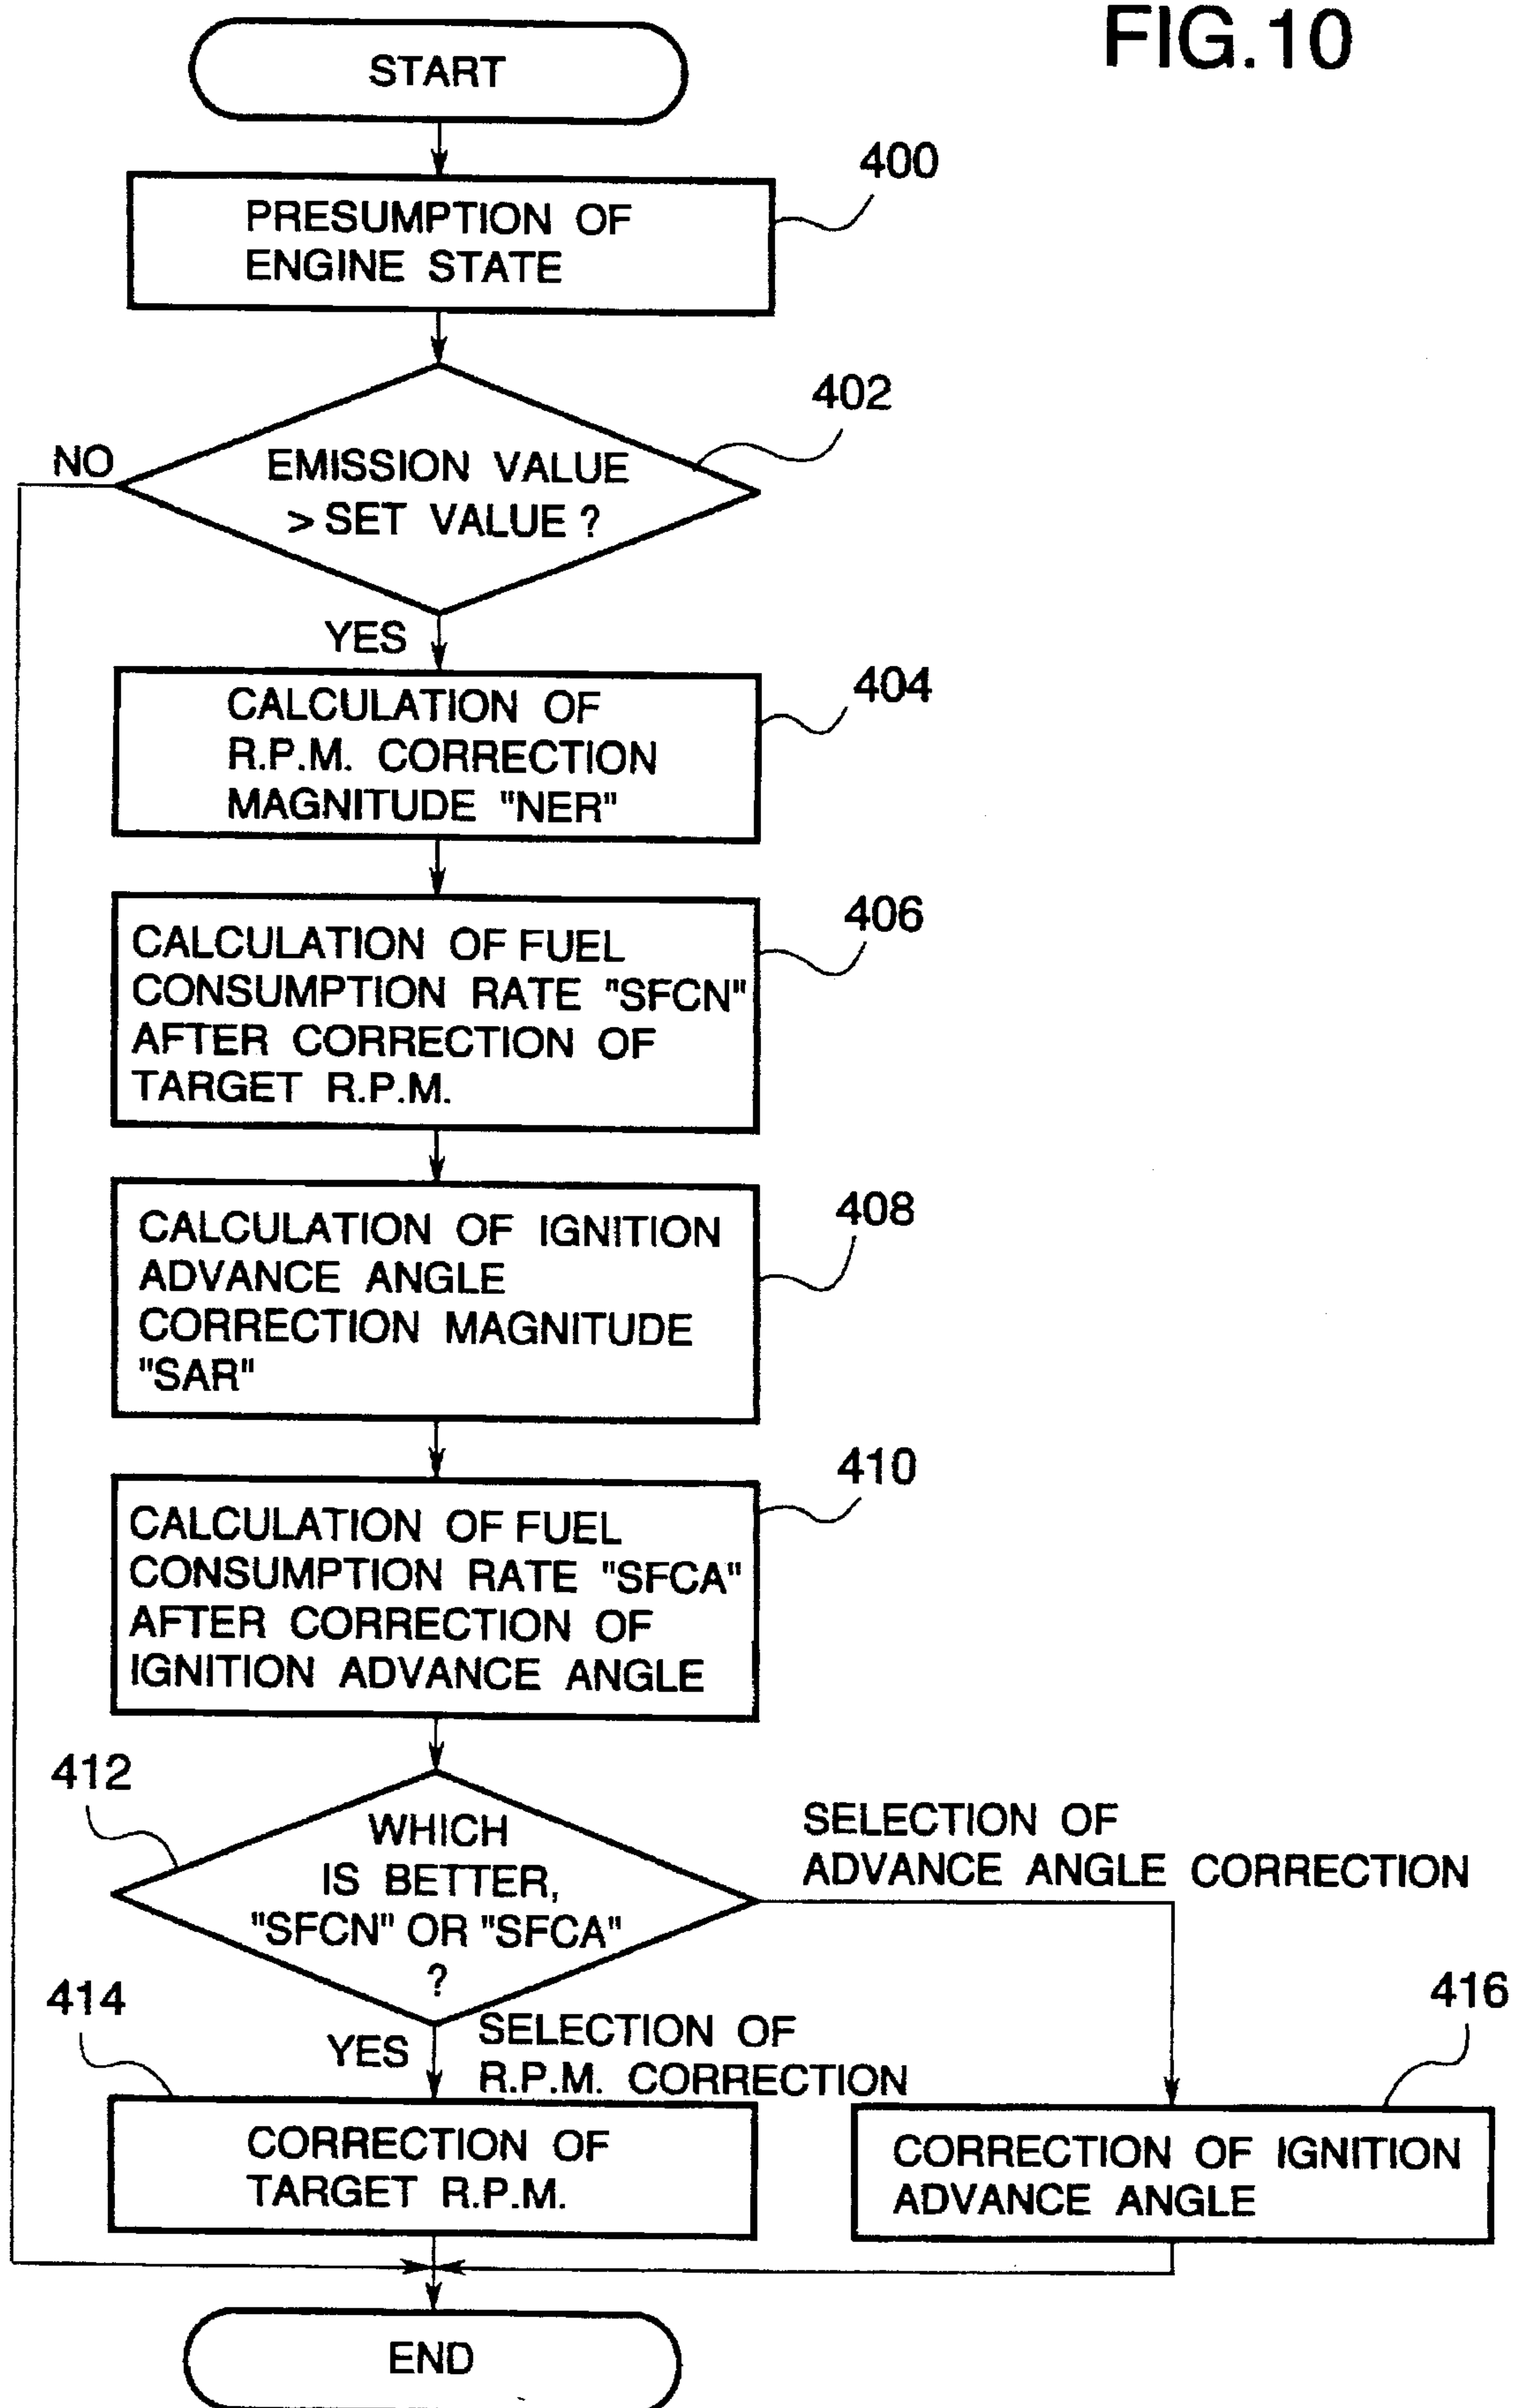 FIG.10
START
400
PRESUMPTION OF
ENGINE STATE
402
NO
EMISSION VALUE
> SET VALUE ?
YES
404
CALCULATION OF
R.P.M. CORRECTION
MAGNITUDE "NER"
406
CALCULATION OF FUEL
CONSUMPTION RATE "SFCN"
AFTER CORRECTION OF
TARGET R.P.M.
408
CALCULATION OF IGNITION
ADVANCE ANGLE
CORRECTION MAGNITUDE
"SAR"
410
CALCULATION OF FUEL
CONSUMPTION RATE "SFCA"
AFTER CORRECTION OF
IGNITION ADVANCE ANGLE
412
WHICH
IS BETTER,
"SFCN" OR "SFCA"
?
SELECTION OF
ADVANCE ANGLE CORRECTION
414
YES
SELECTION OF
R.P.M. CORRECTION
416
CORRECTION OF
TARGET R.P.M.
CORRECTION OF IGNITION
ADVANCE ANGLE
END